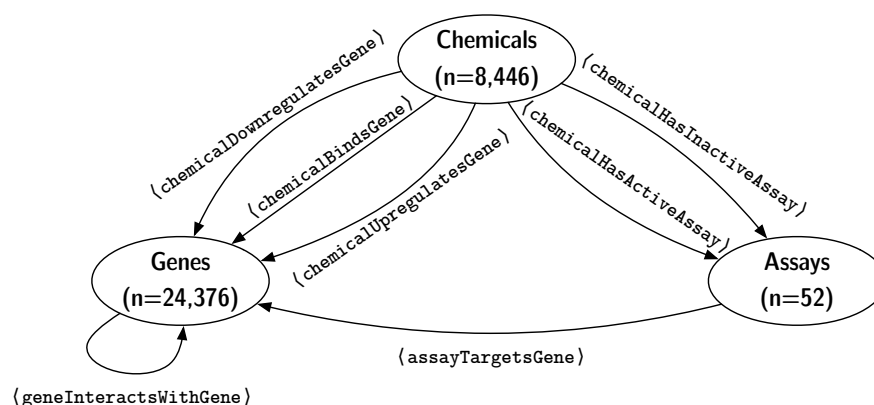 Chemicals
(n=8,446)
⟨chemicalDownregulatesGene⟩
⟨chemicalBindsGene⟩
⟨chemicalUpregulatesGene⟩
⟨chemicalHasActiveAssay⟩
⟨chemicalHasInactiveAssay⟩
Genes
(n=24,376)
Assays
(n=52)
⟨assayTargetsGene⟩
⟨geneInteractsWithGene⟩